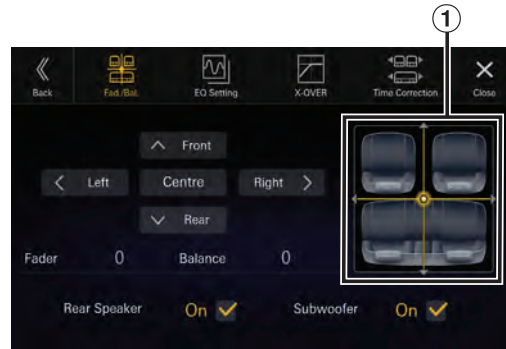 1
Back Fad./Bal. EQ Setting X-OVER Time Correction Close
Front
Left Centre Right
Rear
Fader 0 Balance 0
Rear Speaker On Subwoofer On